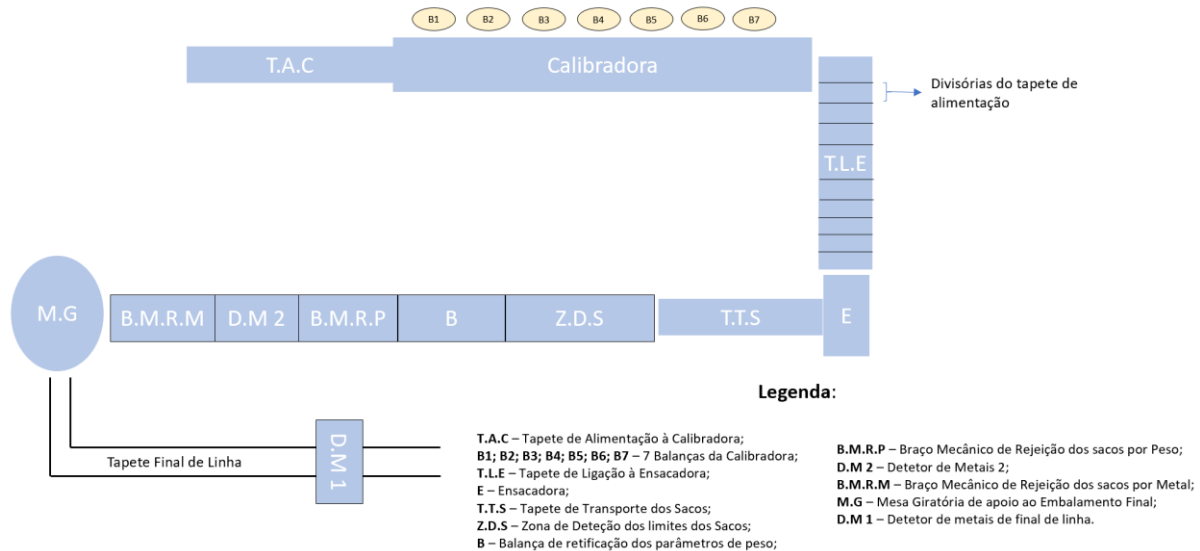 B1 B2 B3 B4 B5 B6 B7
T.A.C
Calibradora
Divisórias do tapete de
alimentação
T.L.E
M.G
B.M.R.M
D.M 2
B.M.R.P
B
Z.D.S
T.T.S
E
Tapete Final de Linha
D.M 1
Legenda:
T.A.C – Tapete de Alimentação à Calibradora;
B1; B2; B3; B4; B5; B6; B7 – 7 Balanças da Calibradora;
T.L.E – Tapete de Ligação à Ensacadora;
E – Ensacadora;
T.T.S – Tapete de Transporte dos Sacos;
Z.D.S – Zona de Deteção dos limites dos Sacos;
B – Balança de retificação dos parâmetros de peso;
B.M.R.P – Braço Mecânico de Rejeição dos sacos por Peso;
D.M 2 – Detetor de Metais 2;
B.M.R.M – Braço Mecânico de Rejeição dos sacos por Metal;
M.G – Mesa Giratória de apoio ao Embalamento Final;
D.M 1 – Detetor de metais de final de linha.